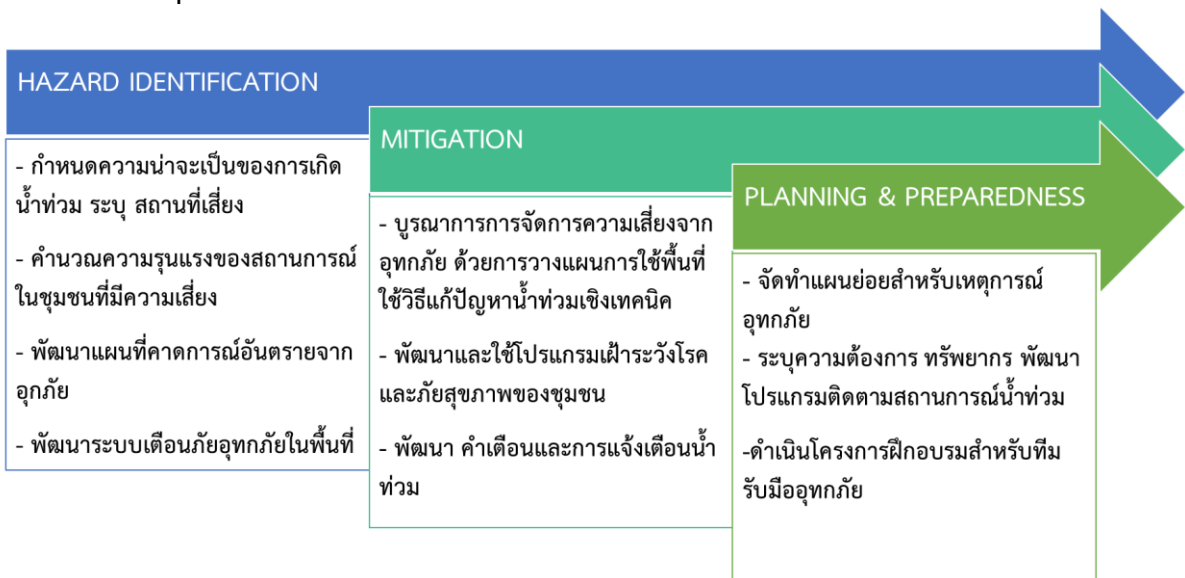 HAZARD IDENTIFICATION
- กำหนดความน่าจะเป็นของการเกิด
น้ำท่วม ระบุ สถานที่เสี่ยง
- คำนวณความรุนแรงของสถานการณ์
ในชุมชนที่มีความเสี่ยง
- พัฒนาแผนที่คาดการณ์อันตรายจาก
อุกภัย
- พัฒนาระบบเตือนภัยอุทกภัยในพื้นที่
MITIGATION
- บูรณาการการจัดการความเสี่ยงจาก
อุทกภัย ด้วยการวางแผนการใช้พื้นที่
ใช้วิธีแก้ปัญหาน้ำท่วมเชิงเทคนิค
- พัฒนาและใช้โปรแกรมเฝ้าระวังโรค
และภัยสุขภาพของชุมชน
- พัฒนา คำเตือนและการแจ้งเตือนน้ำ
ท่วม
PLANNING & PREPAREDNESS
- จัดทำแผนย่อยสำหรับเหตุการณ์
อุทกภัย
- ระบุความต้องการ ทรัพยากร พัฒนา
โปรแกรมติดตามสถานการณ์น้ำท่วม
-ดำเนินโครงการฝึกอบรมสำหรับทีม
รับมืออุทกภัย